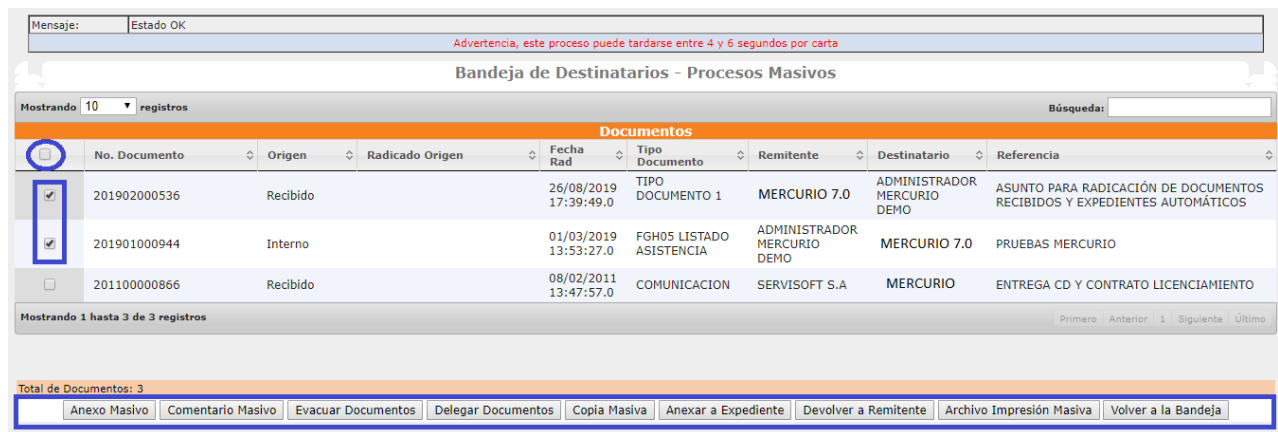 Mensaje: Estado OK
Advertencia, este proceso puede tardarse entre 4 y 6 segundos por carta
Bandeja de Destinatarios - Procesos Masivos
Mostrando 10 registros Búsqueda:
Documentos
No. Documento Origen Radicado Origen Fecha Rad Tipo Documento Remitente Destinatario Referencia
201902000536 Recibido 26/08/2019 17:39:49.0 TIPO DOCUMENTO 1 MERCURIO 7.0 ADMINISTRADOR MERCURIO DEMO ASUNTO PARA RADICACIÓN DE DOCUMENTOS RECIBIDOS Y EXPEDIENTES AUTOMÁTICOS
201901000944 Interno 01/03/2019 13:53:27.0 FGH05 LISTADO ASISTENCIA ADMINISTRADOR MERCURIO DEMO MERCURIO 7.0 PRUEBAS MERCURIO
201100000866 Recibido 08/02/2011 13:47:57.0 COMUNICACION SERVISOFT S.A MERCURIO ENTREGA CD Y CONTRATO LICENCIAMIENTO
Mostrando 1 hasta 3 de 3 registros Primero Anterior 1 Siguiente Último
Total de Documentos: 3
Anexo Masivo Comentario Masivo Evacuar Documentos Delegar Documentos Copia Masiva Anexar a Expediente Devolver a Remitente Archivo Impresión Masiva Volver a la Bandeja